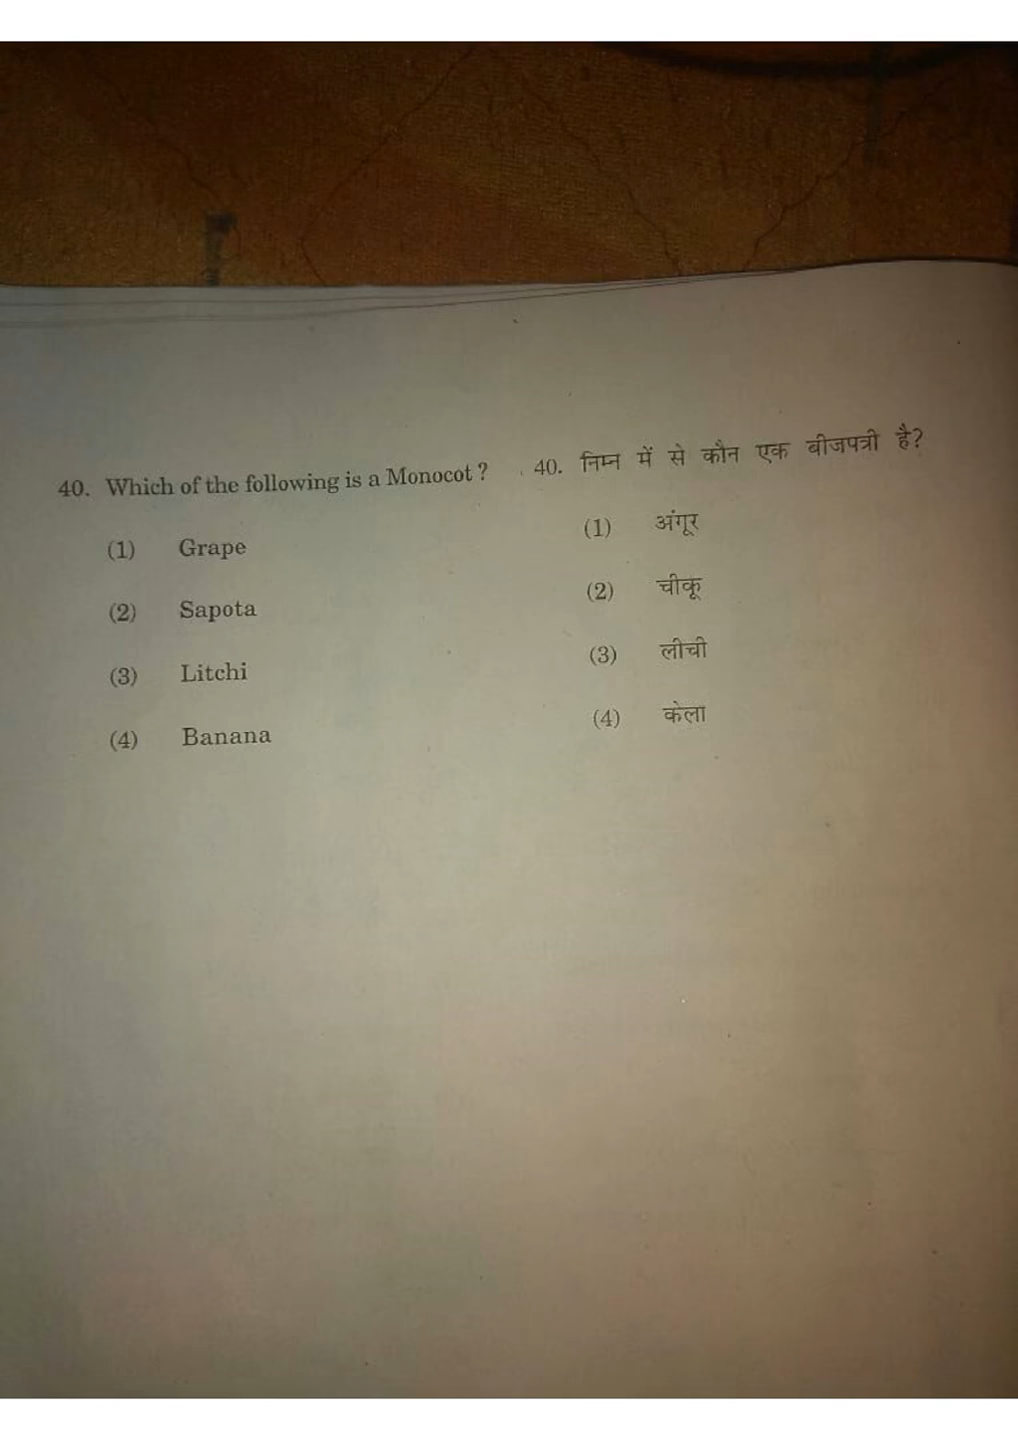 40. Which of the following is a Monocot ?
(1) Grape
(2) Sapota
(3) Litchi
(4) Banana
40. निम्न में से कौन एक बीजपत्री है?
(1) अंगूर
(2) चीकू
(3) लीची
(4) केला